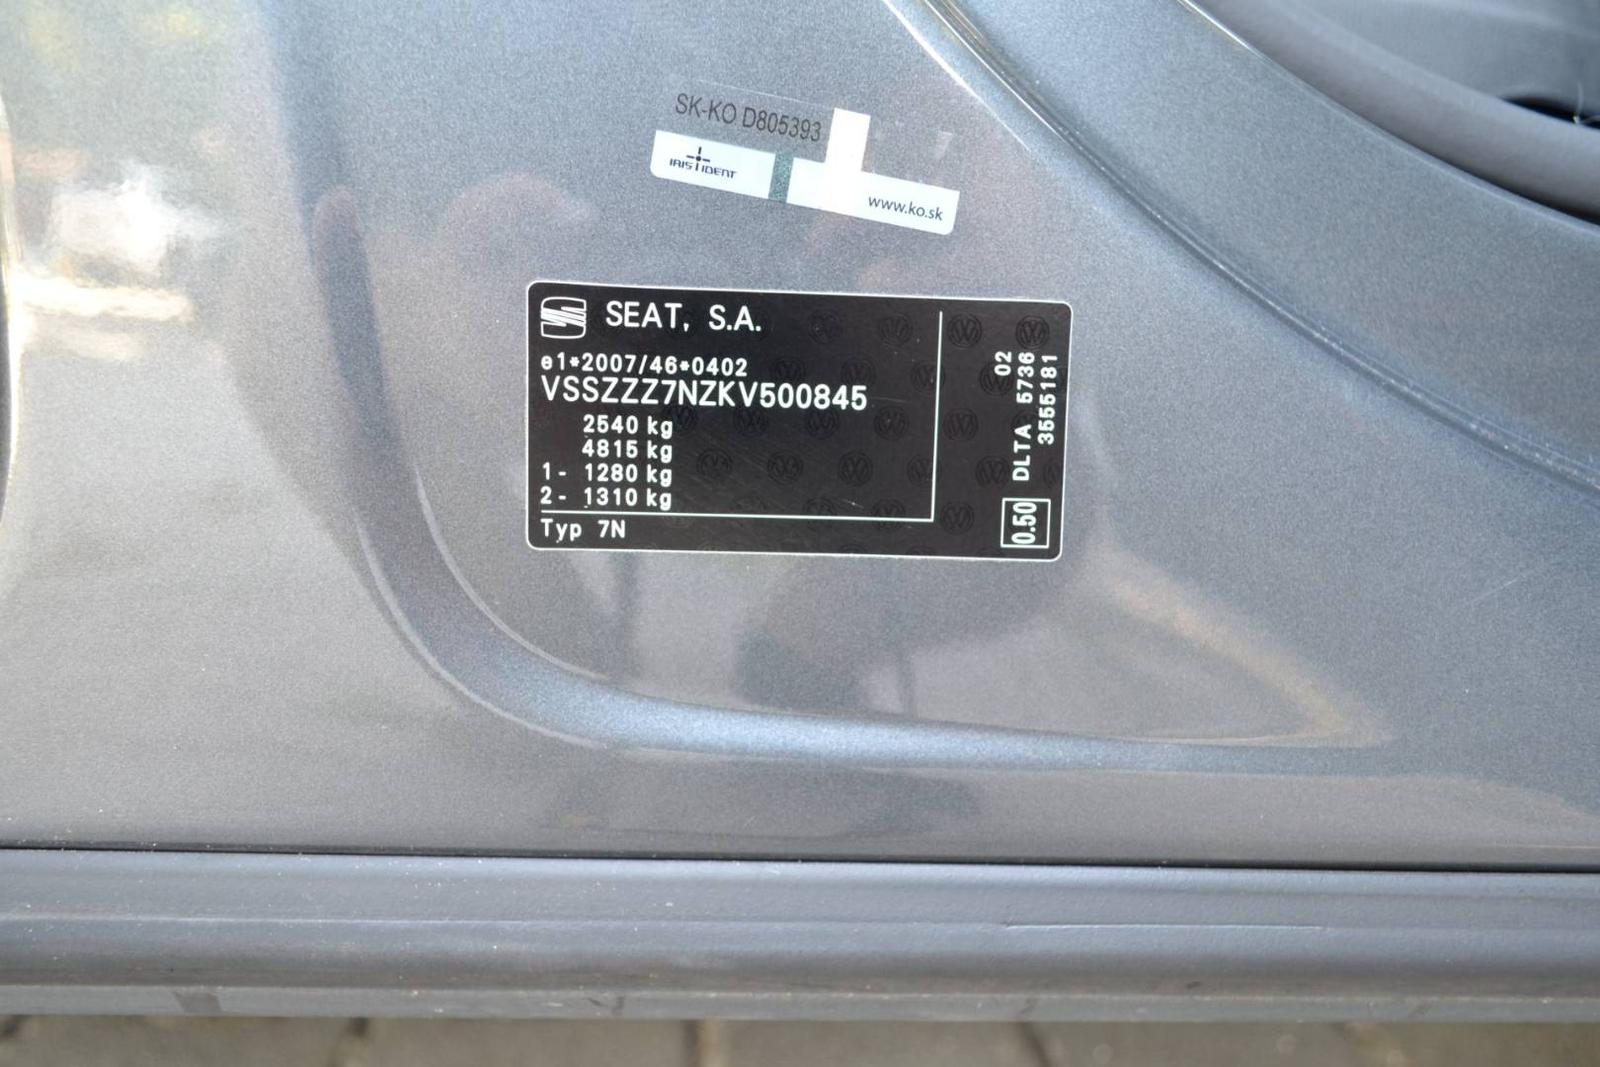 SK-KO D805393
IRIS IDENT
www.ko.sk
SEAT, S.A.
e1*2007/46*0402
VSSZZZ7NZKV500845
2540 kg
4815 kg
1- 1280 kg
2- 1310 kg
Typ 7N
02
DLTA 5736
3555181
0.50